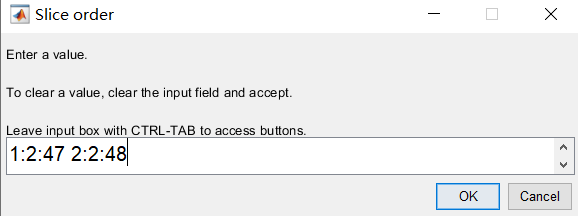 Slice order
Enter a value.
To clear a value, clear the input field and accept.
Leave input box with CTRL-TAB to access buttons.
1:2:47 2:2:48
OK Cancel